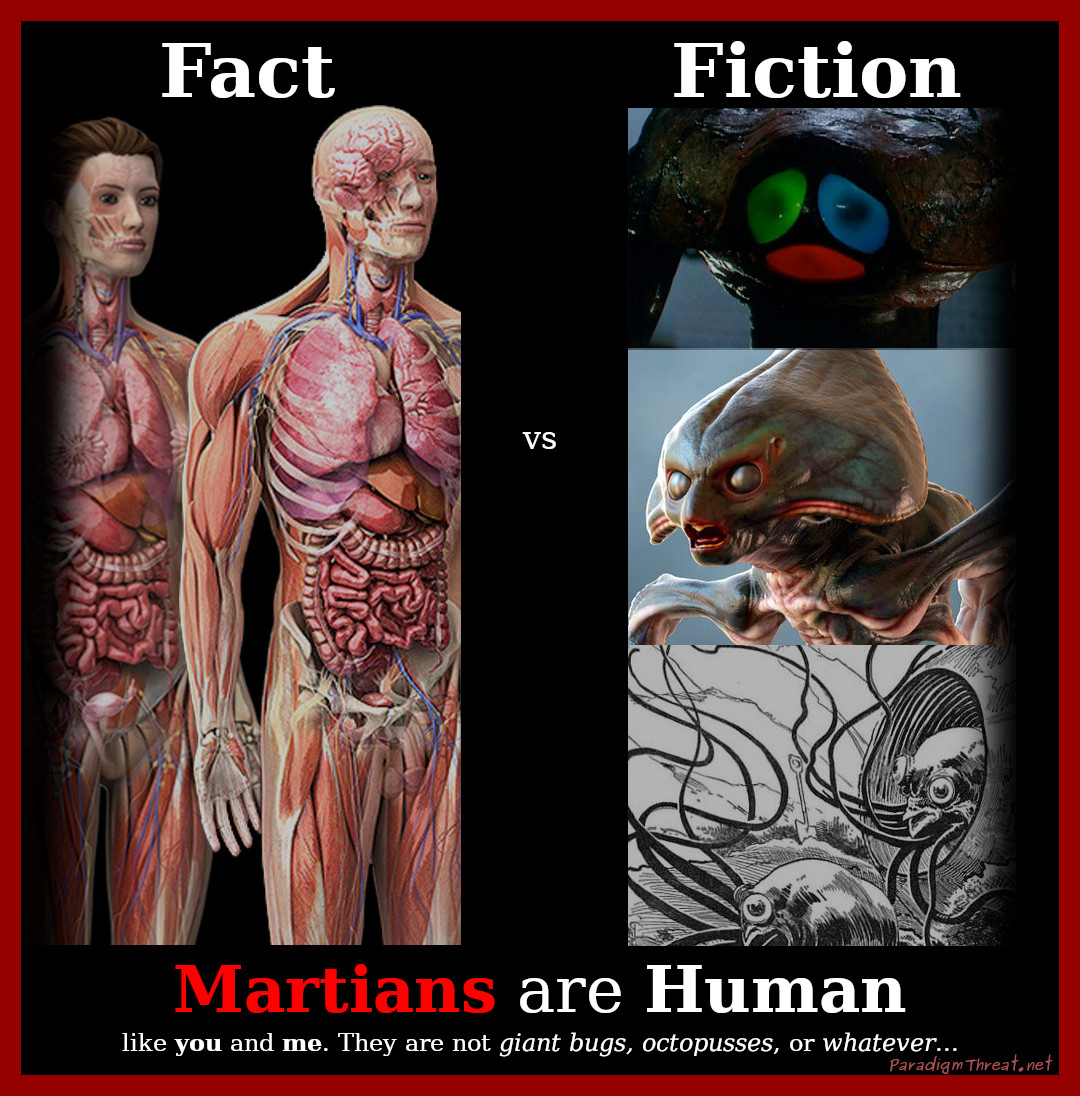 Fact
Fiction
vs
Martians are Human
like you and me. They are not giant bugs, octopusses, or whatever...
ParadigmThreat.net